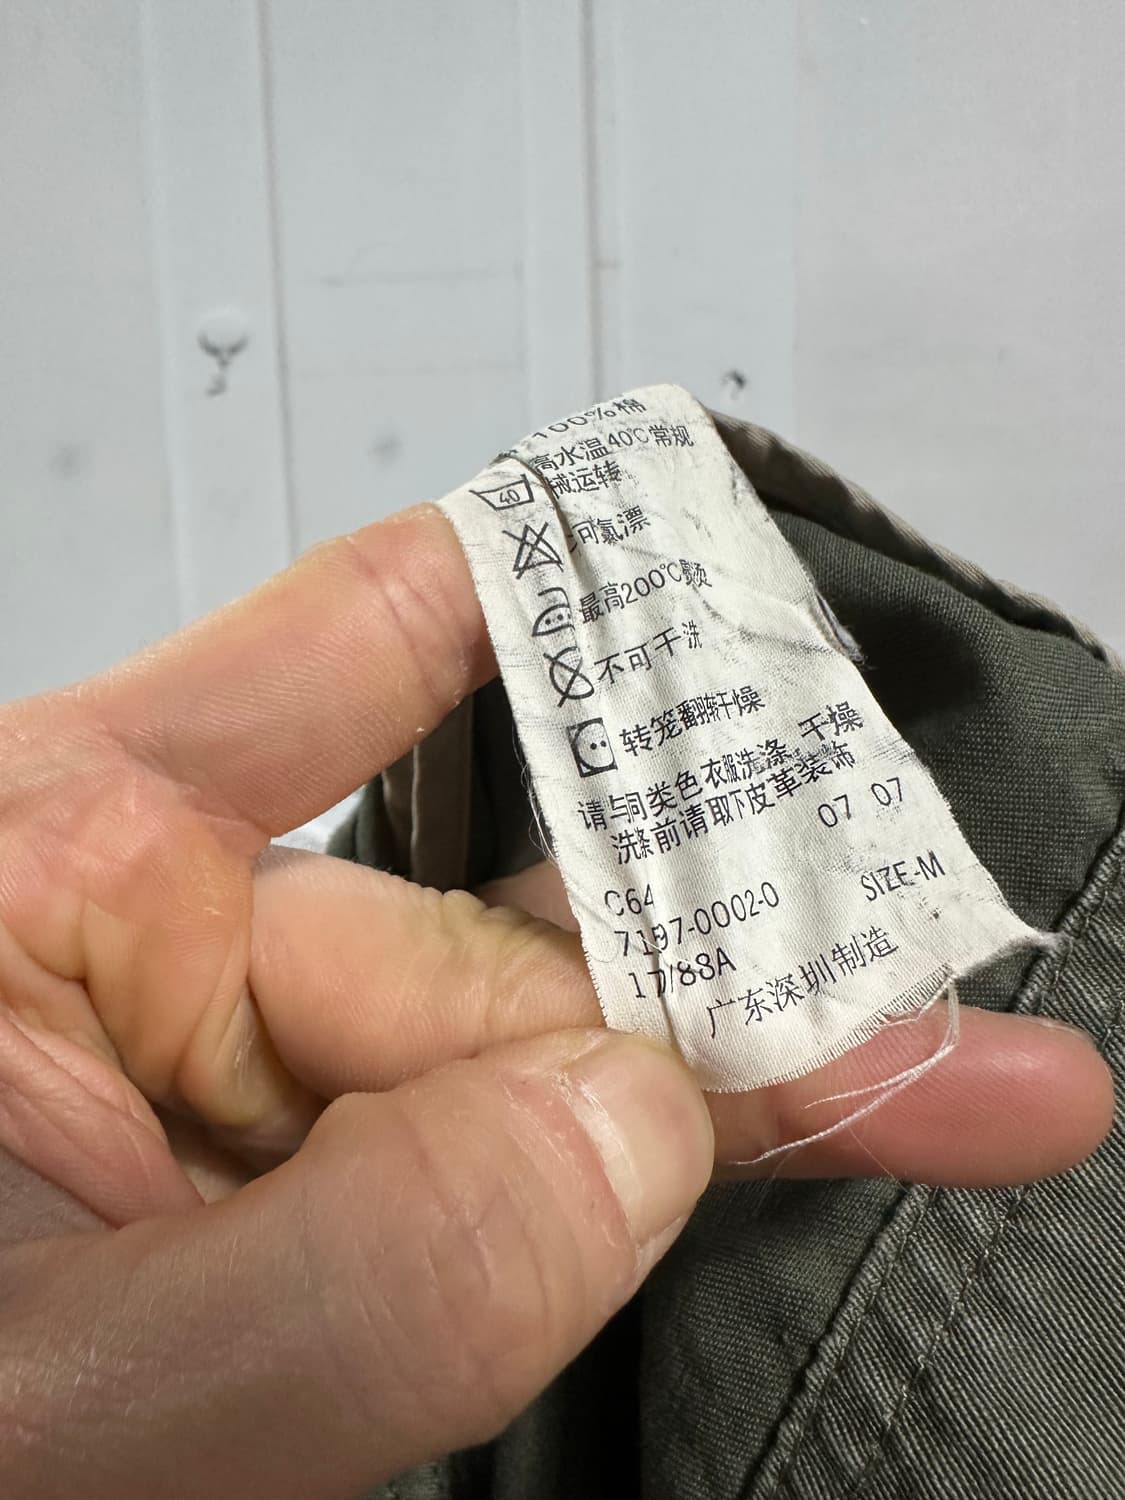 100%棉
高水温40℃常规
械运转
40
可氯漂
最高200℃熨烫
不可干洗
转笼翻转干燥
请与同类色衣服洗涤 干燥
洗涤前请取下皮革装饰
07 07
C64
7197-0002-0 SIZE-M
17/88A
广东深圳制造